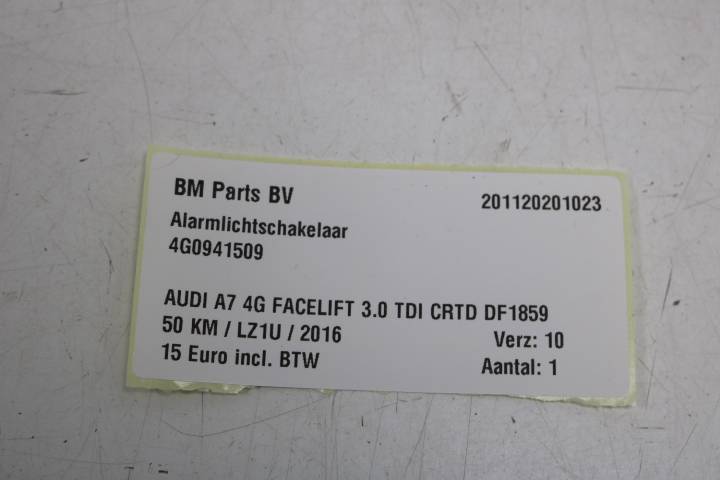 BM Parts BV 201120201023
Alarmlichtschakelaar
4G0941509
AUDI A7 4G FACELIFT 3.0 TDI CRTD DF1859
50 KM / LZ1U / 2016 Verz: 10
15 Euro incl. BTW Aantal: 1